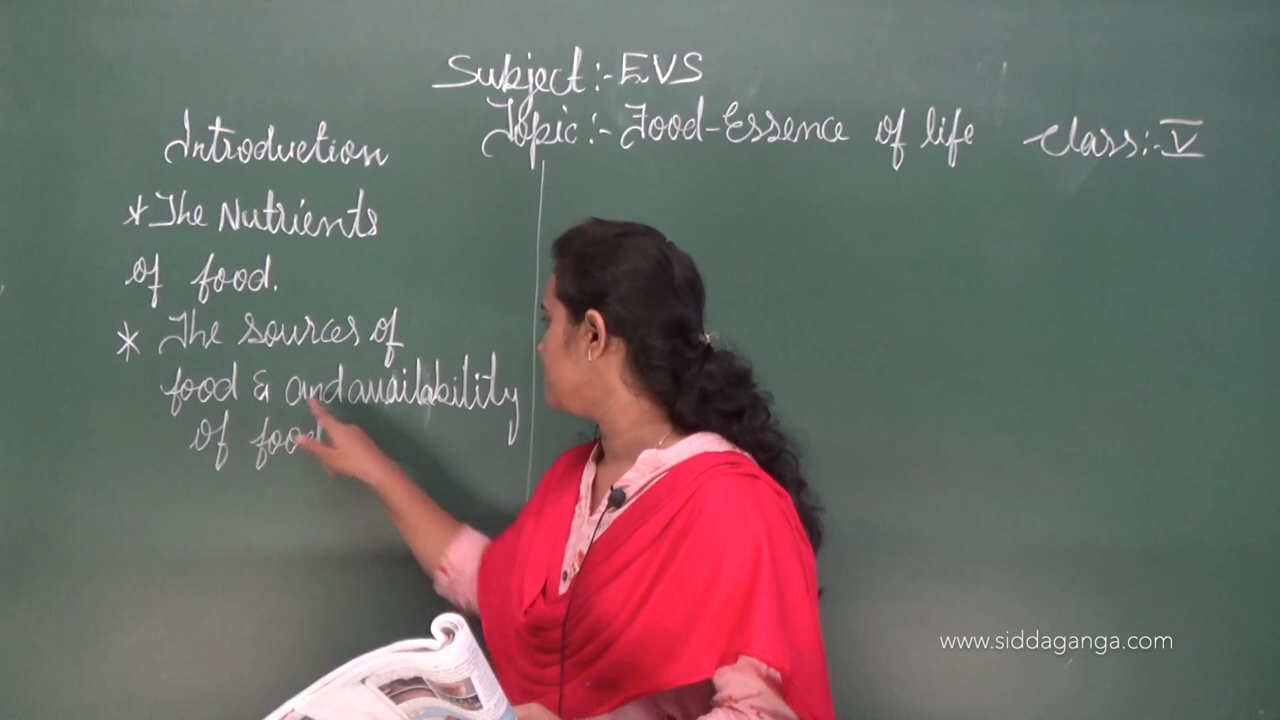 Subject:- EVS
Topic:- Food-Essence of life Class:- V
Introduction
* The Nutrients
of food.
* The sources of
food & and availability
of food
www.siddaganga.com